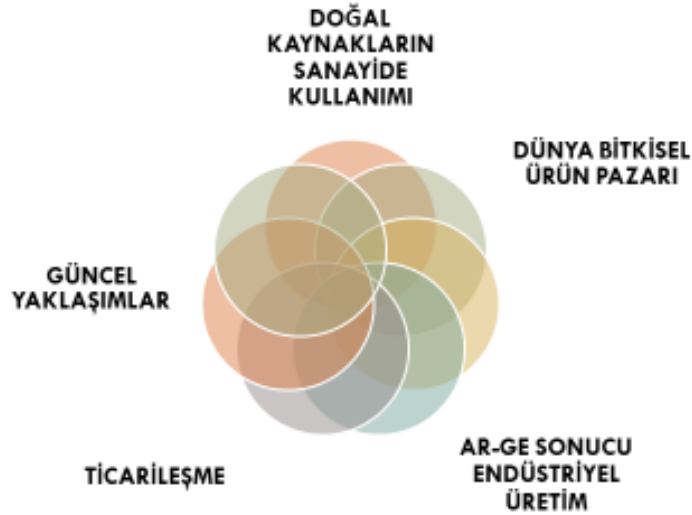 DOĞAL
KAYNAKLARIN
SANAYİDE
KULLANIMI
DÜNYA BİTKİSEL
ÜRÜN PAZARI
GÜNCEL
YAKLAŞIMLAR
AR-GE SONUCU
ENDÜSTRİYEL
ÜRETİM
TİCARİLEŞME